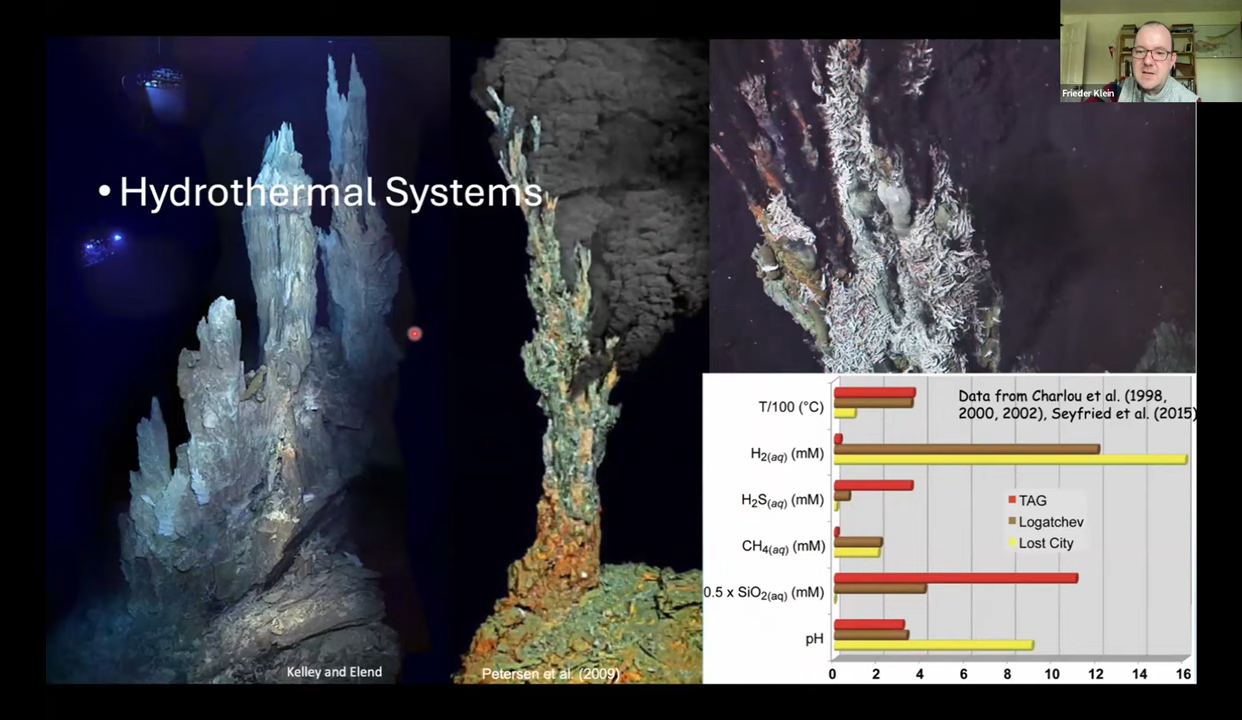 Frieder Klein
• Hydrothermal Systems
Kelley and Elend
Petersen et al. (2009)
Data from Charlou et al. (1998,
2000, 2002), Seyfried et al. (2015)
T/100 (°C)
H₂(aq) (mM)
H₂S(aq) (mM)
CH₄(aq) (mM)
0.5 x SiO₂(aq) (mM)
pH
TAG
Logatchev
Lost City
0 2 4 6 8 10 12 14 16